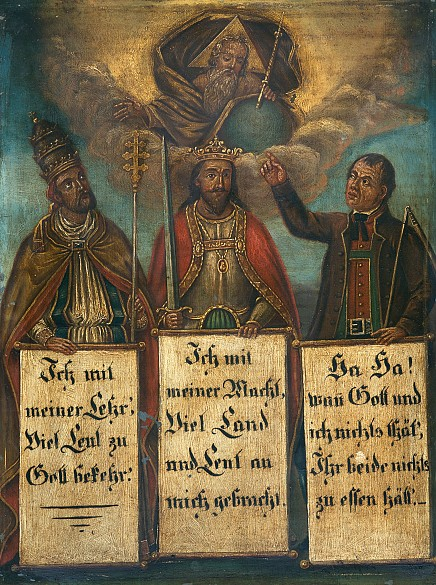 Ich mit
meiner Lehr',
Viel Leut zu
Gott bekehr!
Ich mit
meiner Macht,
Viel Land
und Leut an
mich gebracht.
Ha Ha!
wañ Gott und
ich nichts thät',
Ihr beide nichts
zu essen hätt'.